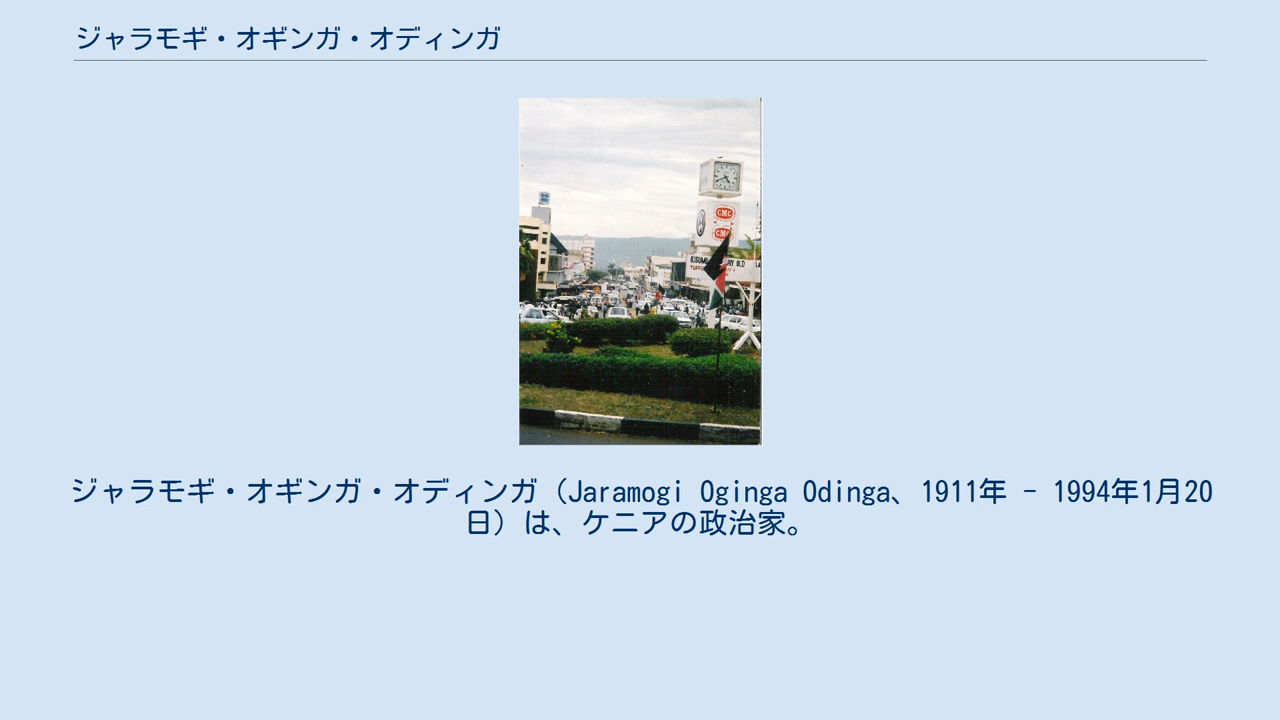 ジャラモギ・オギンガ・オディンガ
CMC
CMC
ジャラモギ・オギンガ・オディンガ（Jaramogi Oginga Odinga、1911年 - 1994年1月20
日）は、ケニアの政治家。